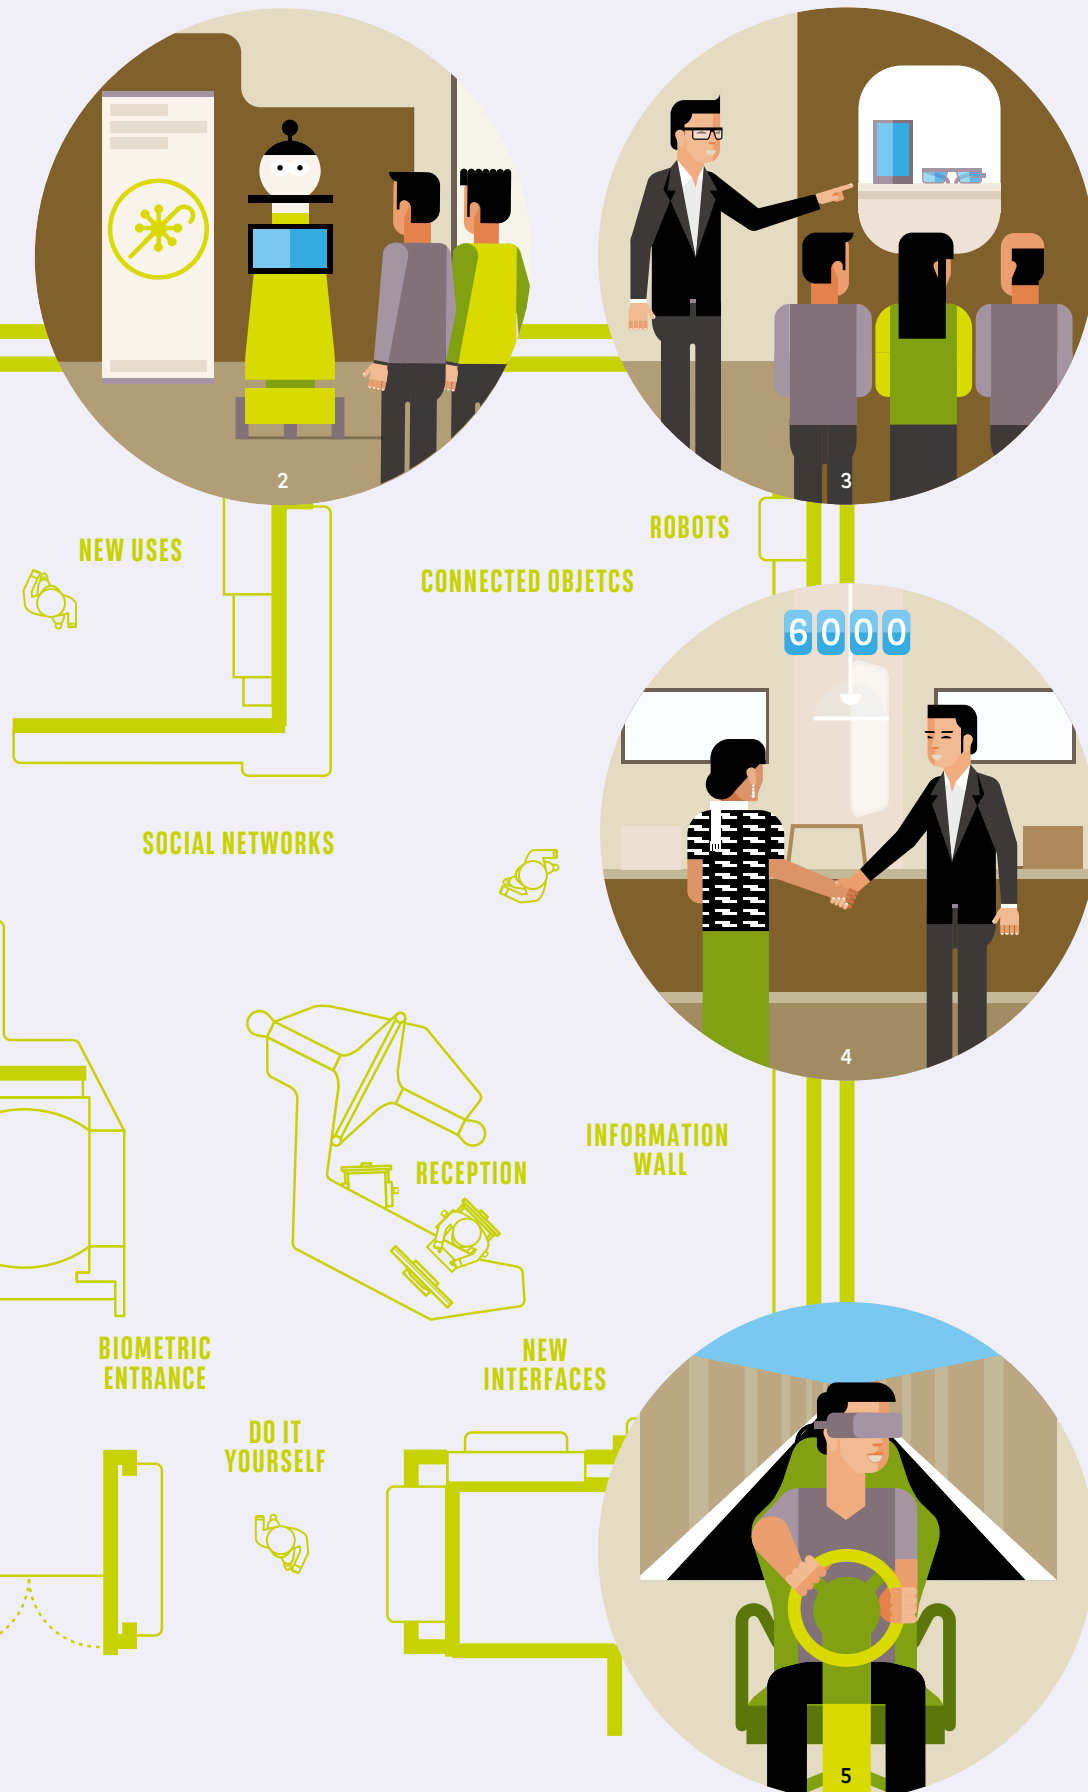 2
3
NEW USES
ROBOTS
CONNECTED OBJETCS
6000
SOCIAL NETWORKS
4
INFORMATION
WALL
RECEPTION
BIOMETRIC
ENTRANCE
NEW
INTERFACES
DO IT
YOURSELF
5